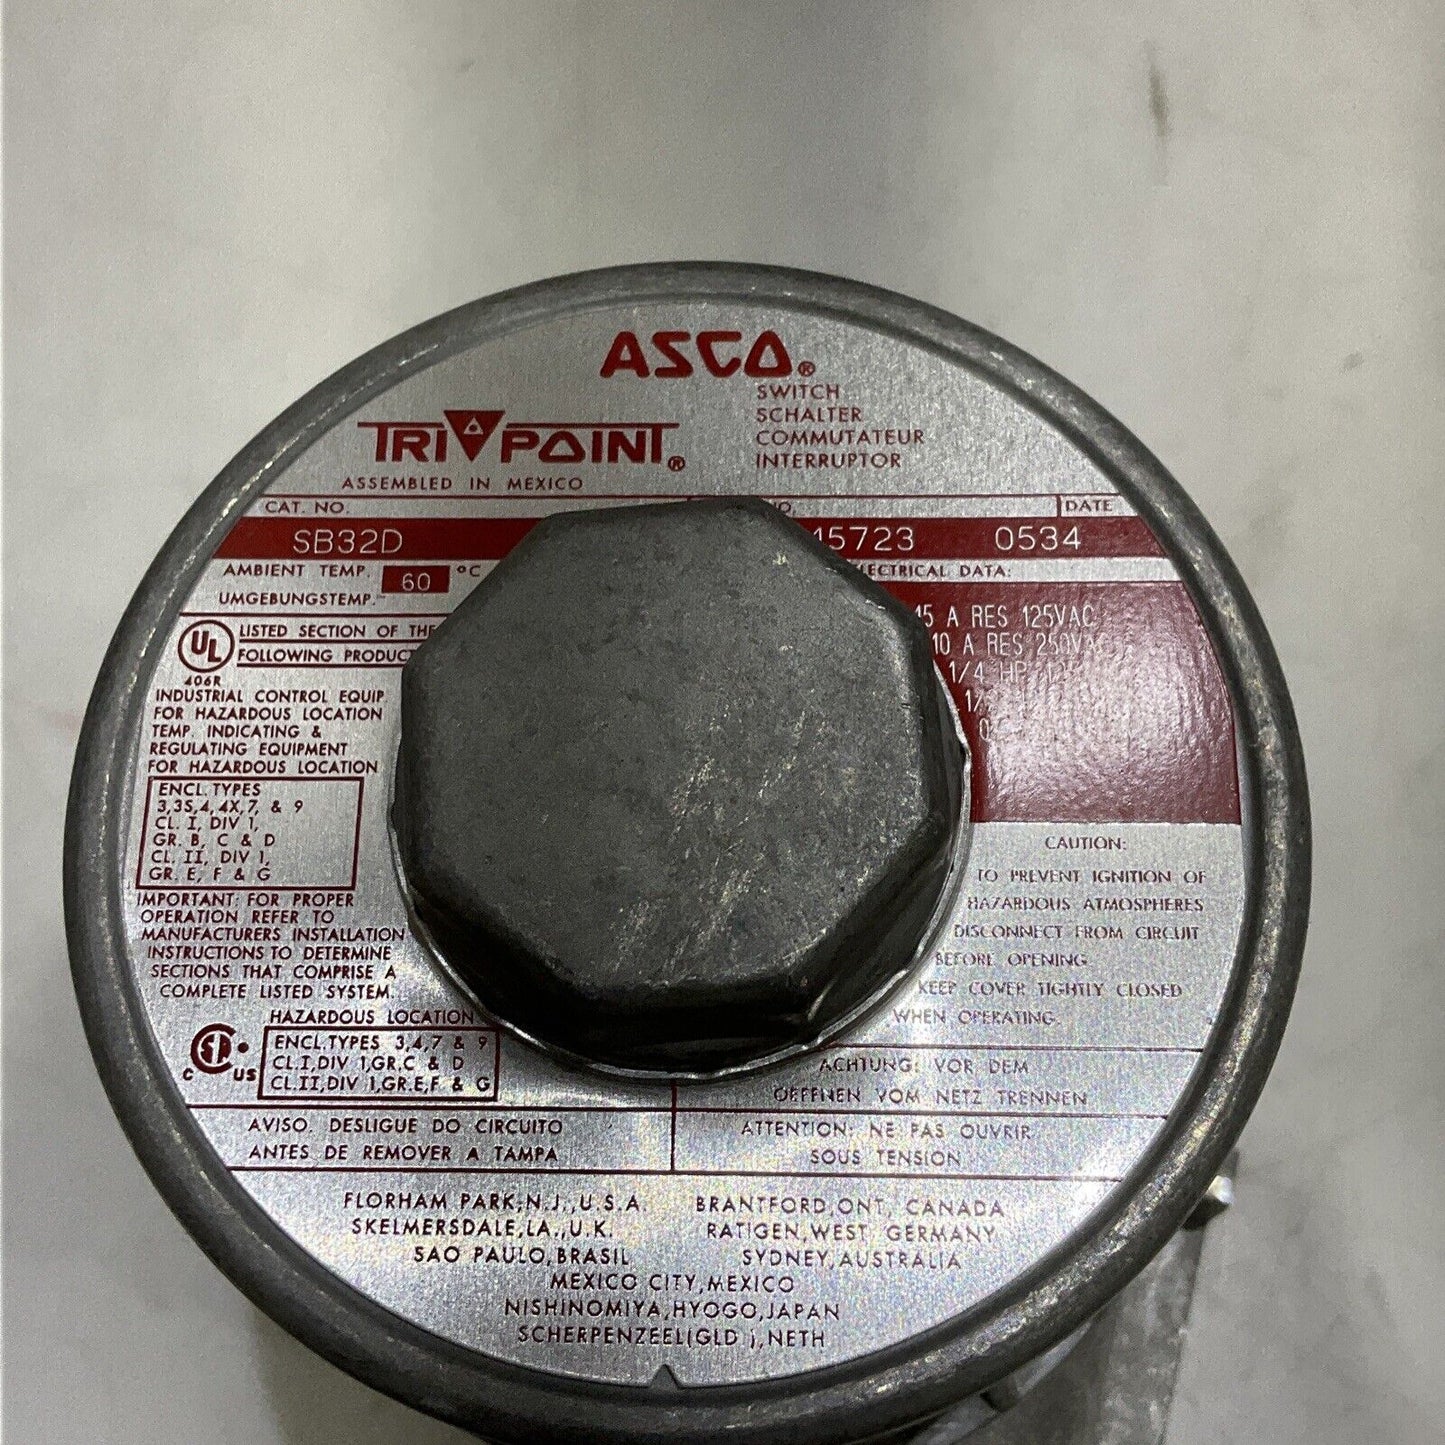 ASCO®
SWITCH
SCHALTER
COMMUTATEUR
INTERRUPTOR
TRIPOINT®
ASSEMBLED IN MEXICO
CAT. NO. DATE
SB32D 15723 0534
AMBIENT TEMP. 60 °C
UMGEBUNGSTEMP.
ELECTRICAL DATA:
15 A RES 125VAC
10 A RES 250VAC
1/4 HP
UL
406R
LISTED SECTION OF THE
FOLLOWING PRODUCT
INDUSTRIAL CONTROL EQUIP
FOR HAZARDOUS LOCATION
TEMP. INDICATING &
REGULATING EQUIPMENT
FOR HAZARDOUS LOCATION
ENCL. TYPES
3,3S,4,4X,7, & 9
CL. I, DIV 1,
GR. B, C & D
CL. II, DIV 1,
GR. E, F & G
IMPORTANT: FOR PROPER
OPERATION REFER TO
MANUFACTURERS INSTALLATION
INSTRUCTIONS TO DETERMINE
SECTIONS THAT COMPRISE A
COMPLETE LISTED SYSTEM.
HAZARDOUS LOCATION
C US
ENCL.TYPES 3,4,7 & 9
CL.I,DIV 1,GR.C & D
CL.II,DIV 1,GR.E,F & G
CAUTION:
TO PREVENT IGNITION OF
HAZARDOUS ATMOSPHERES
DISCONNECT FROM CIRCUIT
BEFORE OPENING
KEEP COVER TIGHTLY CLOSED
WHEN OPERATING.
ACHTUNG: VOR DEM
OEFFNEN VOM NETZ TRENNEN
AVISO. DESLIGUE DO CIRCUITO
ANTES DE REMOVER A TAMPA
ATTENTION: NE PAS OUVRIR
SOUS TENSION
FLORHAM PARK,N.J.,U.S.A.
SKELMERSDALE,LA.,U.K.
SAO PAULO,BRASIL
BRANTFORD,ONT, CANADA
RATIGEN,WEST GERMANY
SYDNEY,AUSTRALIA
MEXICO CITY,MEXICO
NISHINOMIYA,HYOGO,JAPAN
SCHERPENZEEL(GLD ),NETH